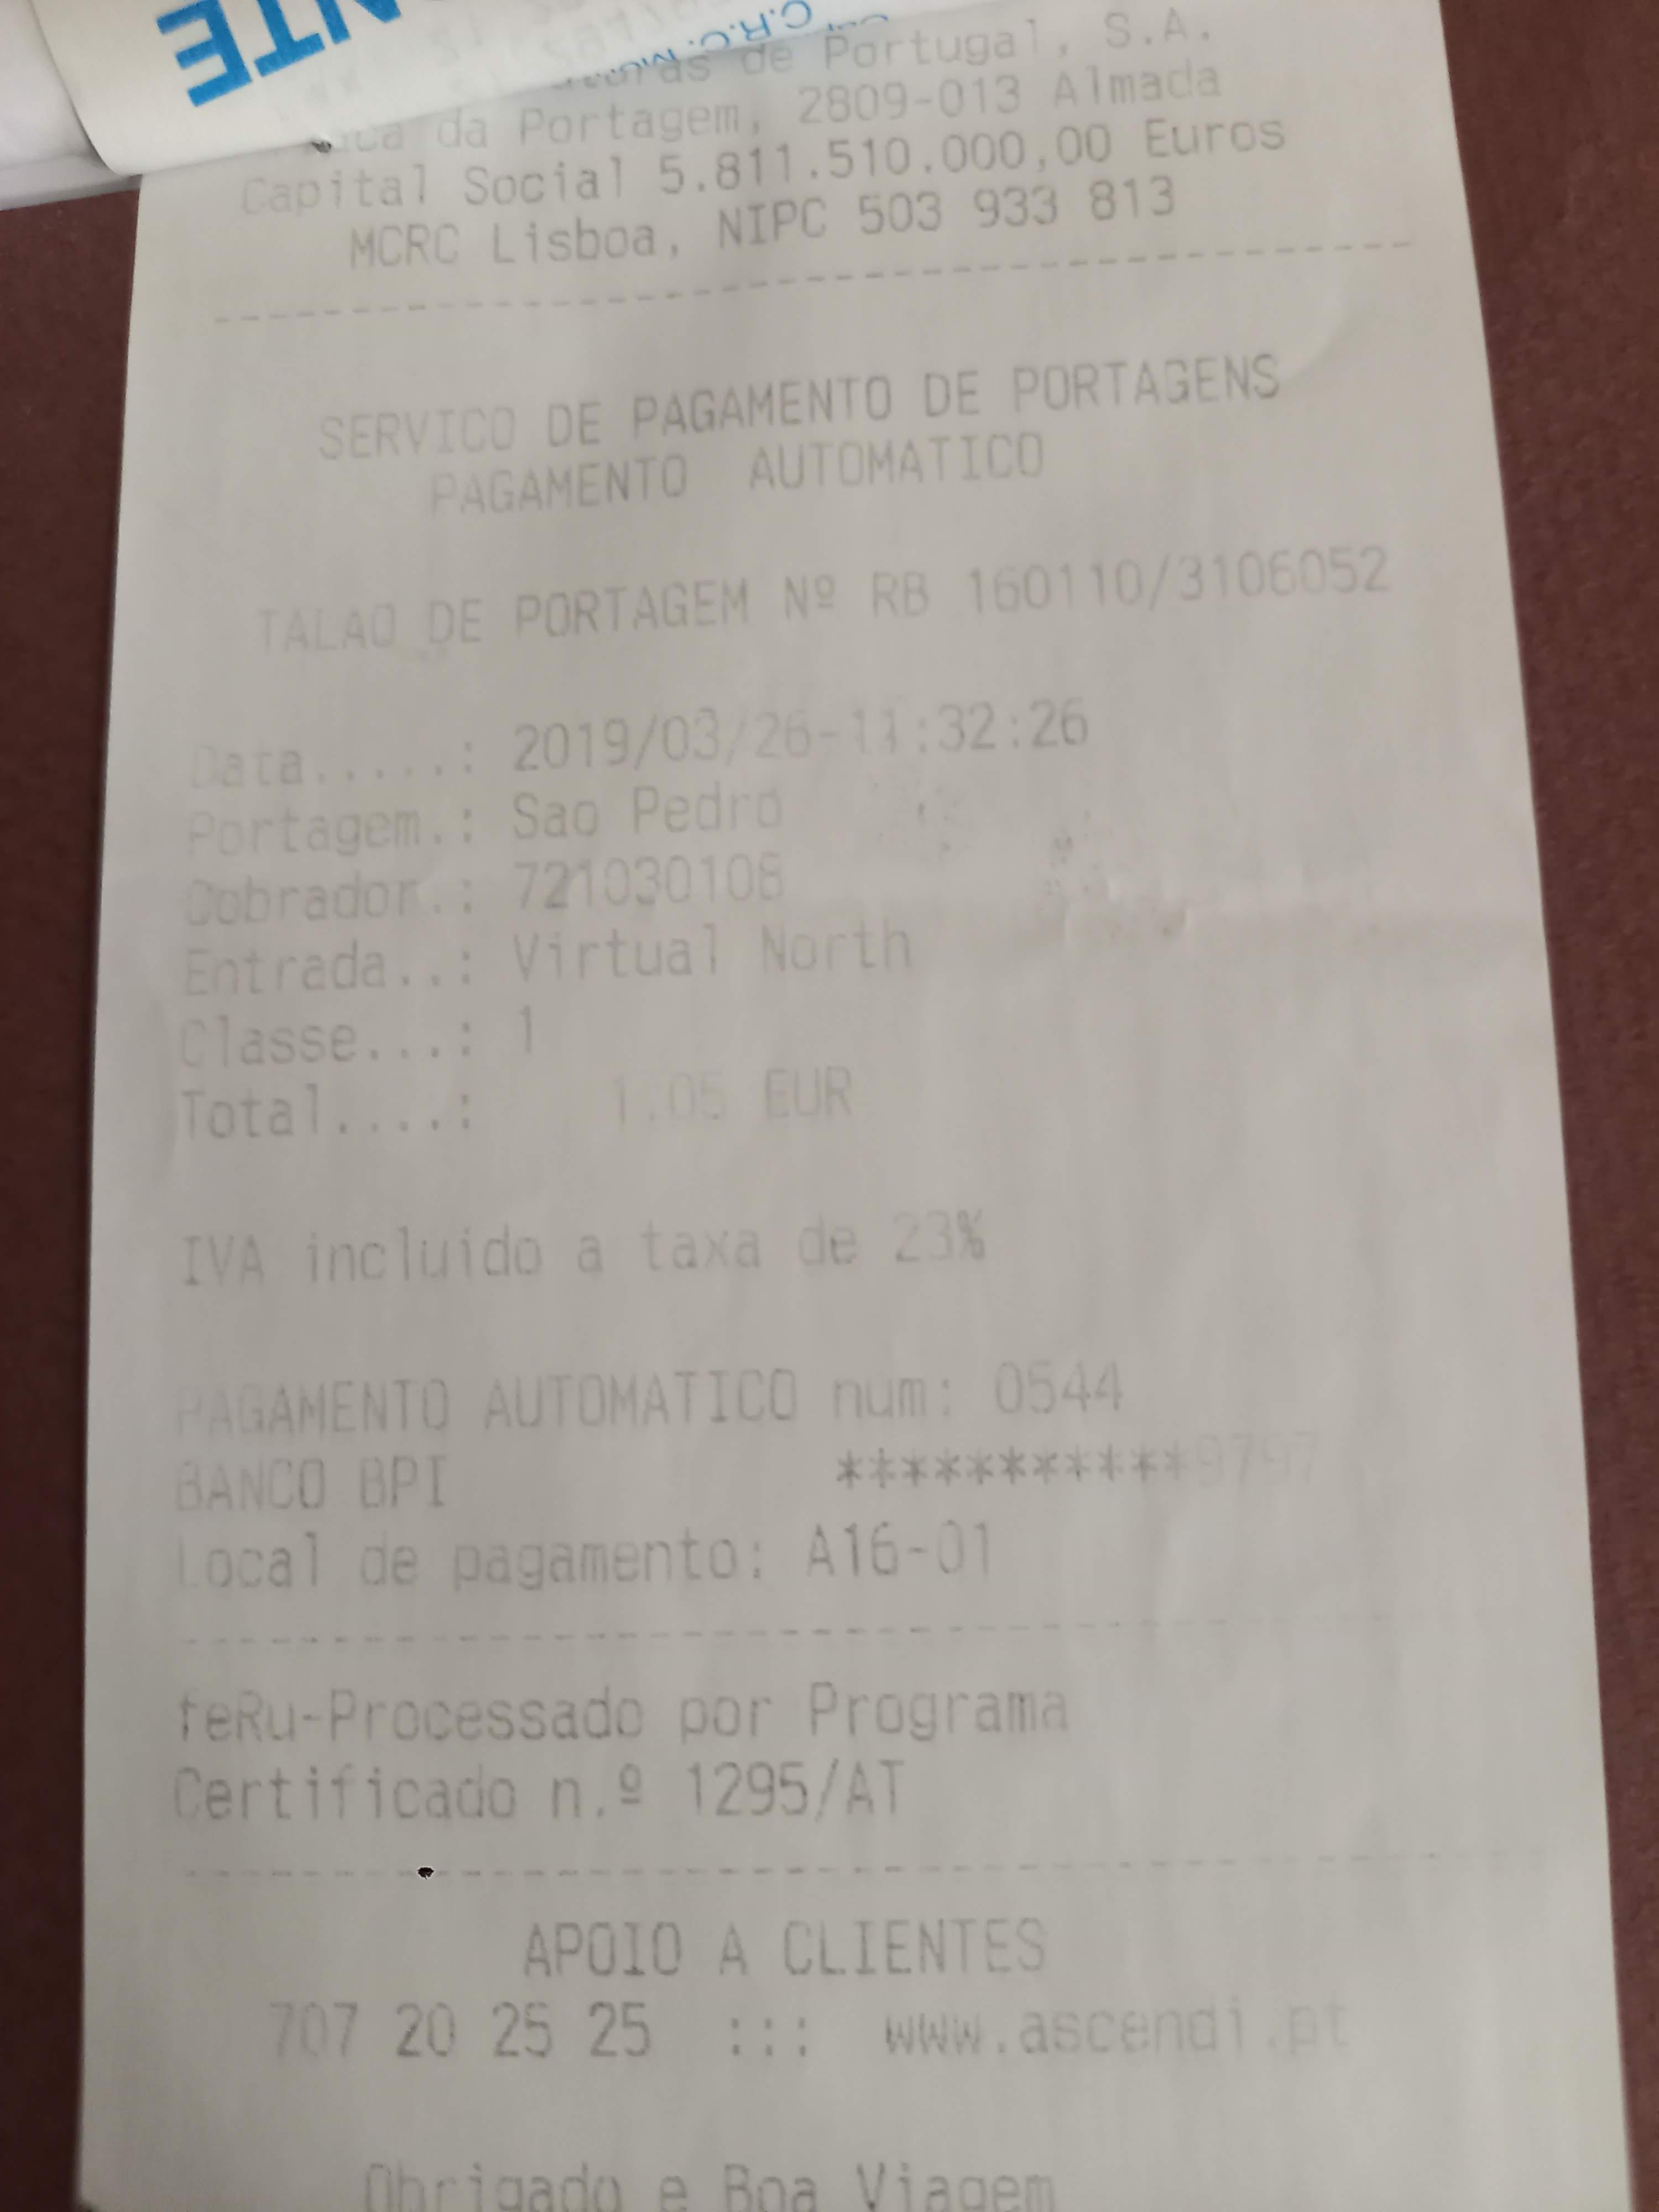 NTE
C.R.C.
de Portugal, S.A.
da Portagem, 2809-013 Almada
Capital Social 5.811.510.000,00 Euros
MCRC Lisboa, NIPC 503 933 813
SERVICO DE PAGAMENTO DE PORTAGENS
PAGAMENTO AUTOMATICO
TALAO DE PORTAGEM Nº RB 160110/3106052
Data.....: 2019/03/26-11:32:26
Portagem.: Sao Pedro
Cobrador.: 721030108
Entrada..: Virtual North
Classe...: 1
Total....: 1.05 EUR
IVA incluido a taxa de 23%
PAGAMENTO AUTOMATICO num: 0544
BANCO BPI ***********9797
Local de pagamento: A16-01
feRu-Processado por Programa
Certificado n.º 1295/AT
APOIO A CLIENTES
707 20 25 25 ::: www.ascendi.pt
Obrigado e Boa Viagem